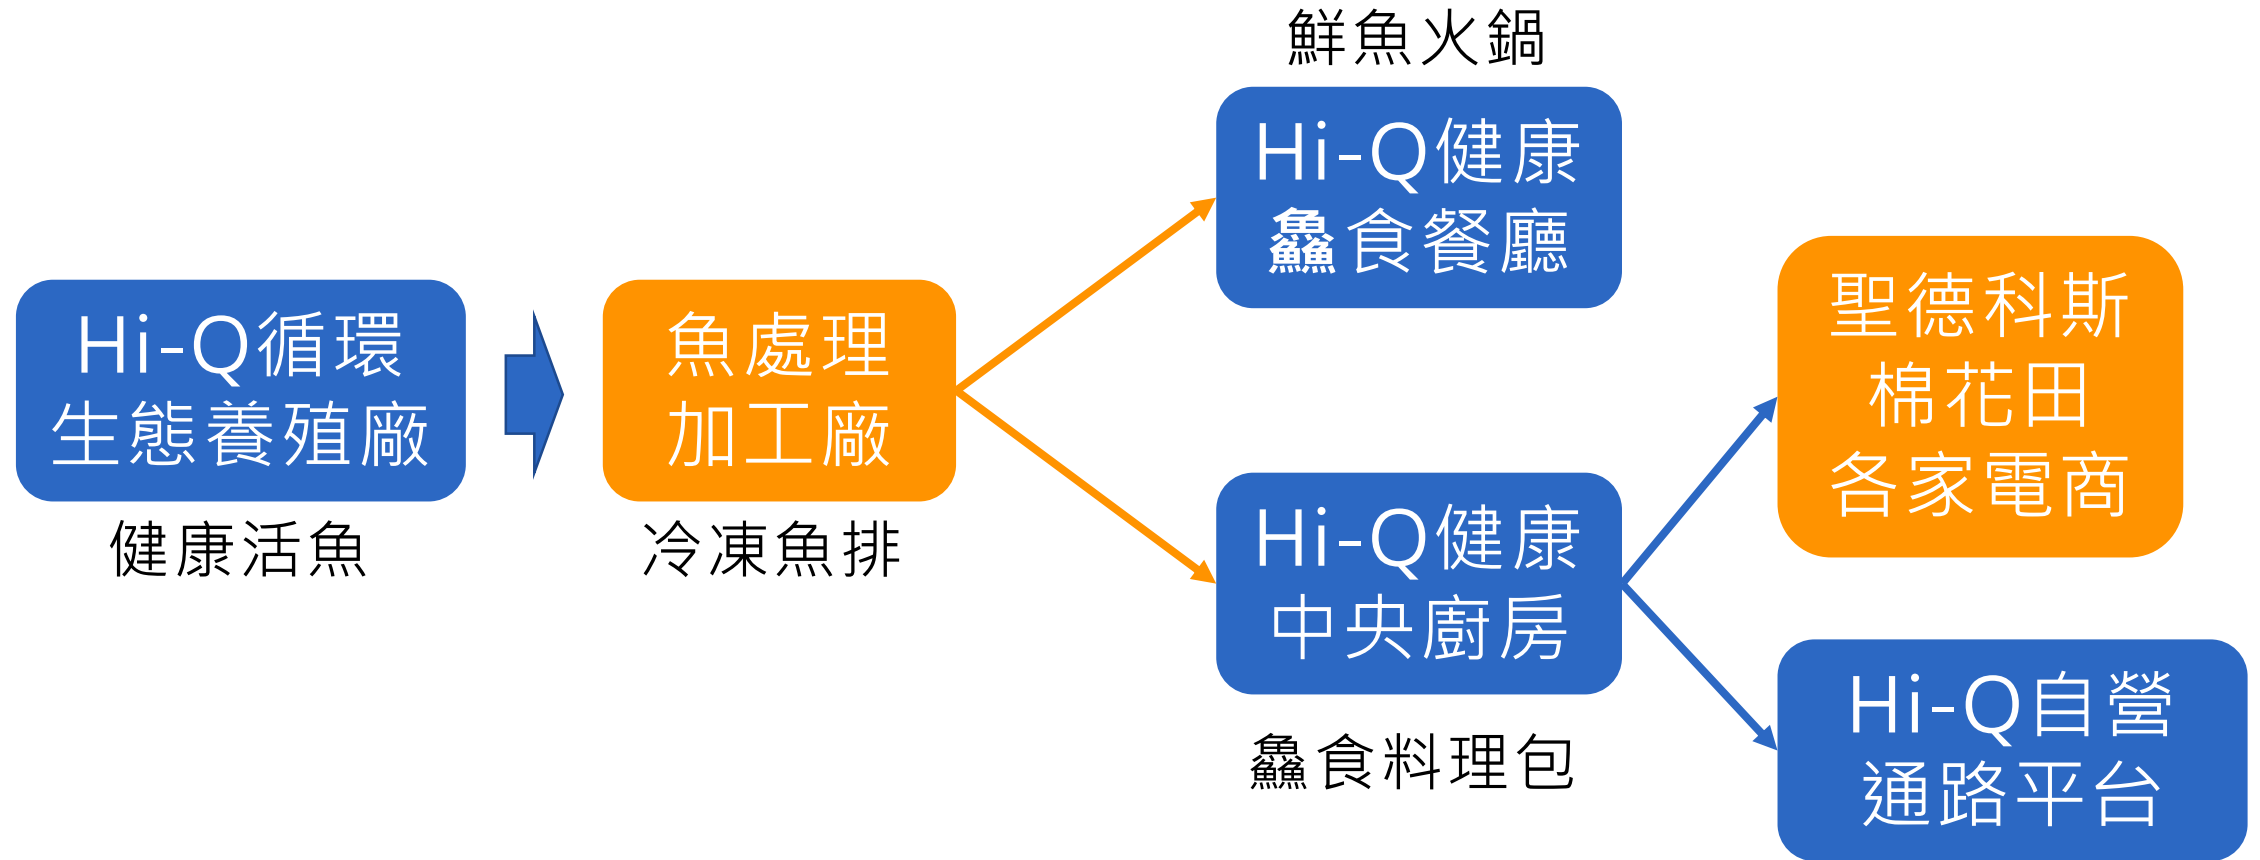 Hi-Q循環
生態養殖廠
健康活魚
魚處理
加工廠
冷凍魚排
鮮魚火鍋
Hi-Q健康
鱻食餐廳
Hi-Q健康
中央廚房
鱻食料理包
聖德科斯
棉花田
各家電商
Hi-Q自營
通路平台